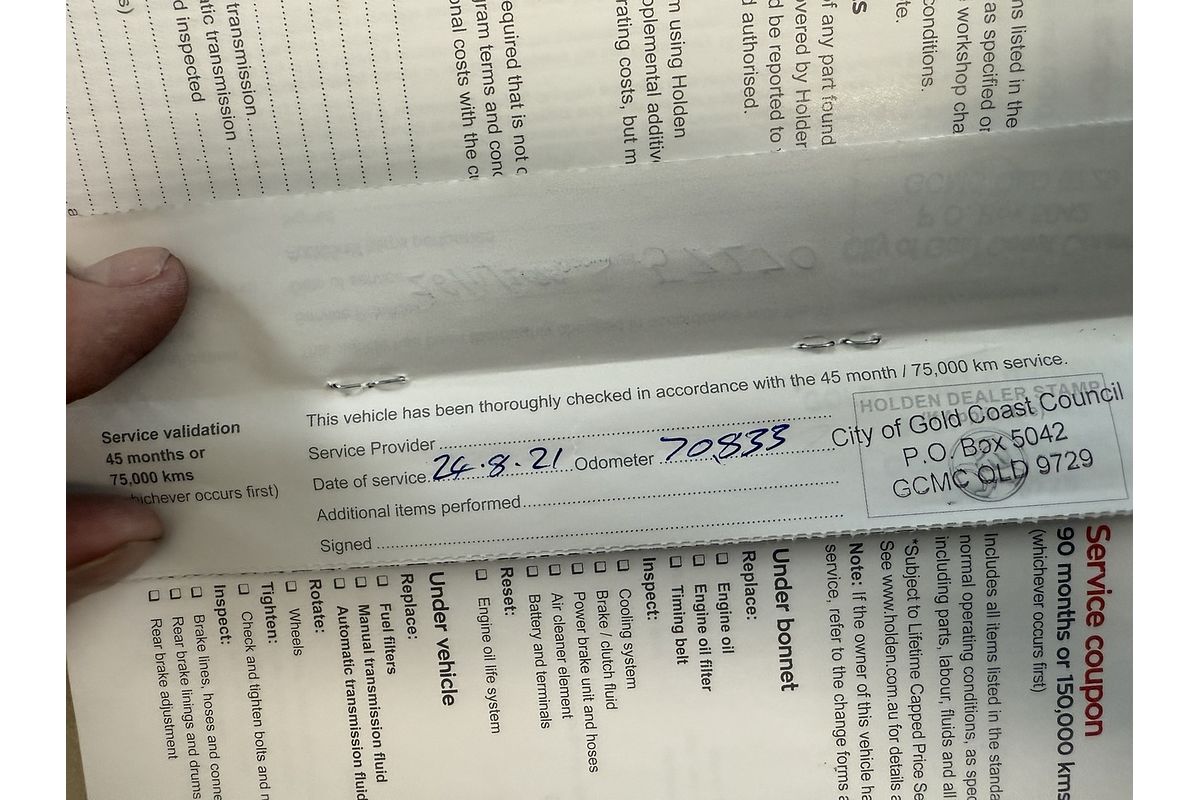 equired that is not c
gram terms and conc
onal costs with the cu
transmission.
atic transmission
d inspected
s)
m using Holden
pplemental additiv
rating costs, but m
of any part found
overed by Holder
d be reported to
d authorised.
ns listed in the
as specified or
workshop cha
conditions.
te.
s
Service validation
45 months or
75,000 kms
whichever occurs first)
This vehicle has been thoroughly checked in accordance with the 45 month / 75,000 km service.
Service Provider
Date of service 24.8.21 Odometer 70,833
Additional items performed
Signed
HOLDEN DEALER STAMP
City of Gold Coast Council
P.O. Box 5042
GCMC QLD 9729
Service coupon
90 months or 150,000 kms
(whichever occurs first)
Includes all items listed in the standa
normal operating conditions, as spec
including parts, labour, fluids and all
*Subject to Lifetime Capped Price Se
See www.holden.com.au for details a
Note: If the owner of this vehicle ha
service, refer to the change forms a
Under bonnet
Replace:
Engine oil
Engine oil filter
Timing belt
Inspect:
Cooling system
Brake / clutch fluid
Power brake unit and hoses
Air cleaner element
Battery and terminals
Reset:
Engine oil life system
Under vehicle
Replace:
Fuel filters
Manual transmission fluid
Automatic transmission fluid
Rotate:
Wheels
Tighten:
Check and tighten bolts and n
Inspect:
Brake lines, hoses and conne
Rear brake linings and drums
Rear brake adjustment